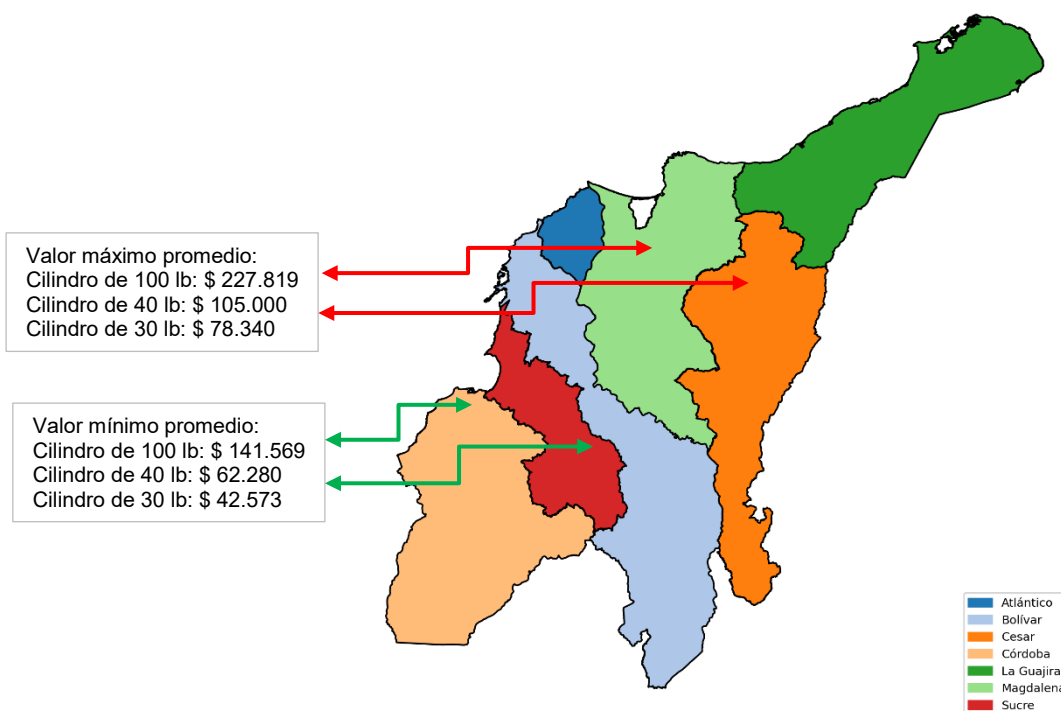 Valor máximo promedio:
Cilindro de 100 lb: $ 227.819
Cilindro de 40 lb: $ 105.000
Cilindro de 30 lb: $ 78.340
Valor mínimo promedio:
Cilindro de 100 lb: $ 141.569
Cilindro de 40 lb: $ 62.280
Cilindro de 30 lb: $ 42.573
Atlántico
Bolívar
Cesar
Córdoba
La Guajira
Magdalena
Sucre